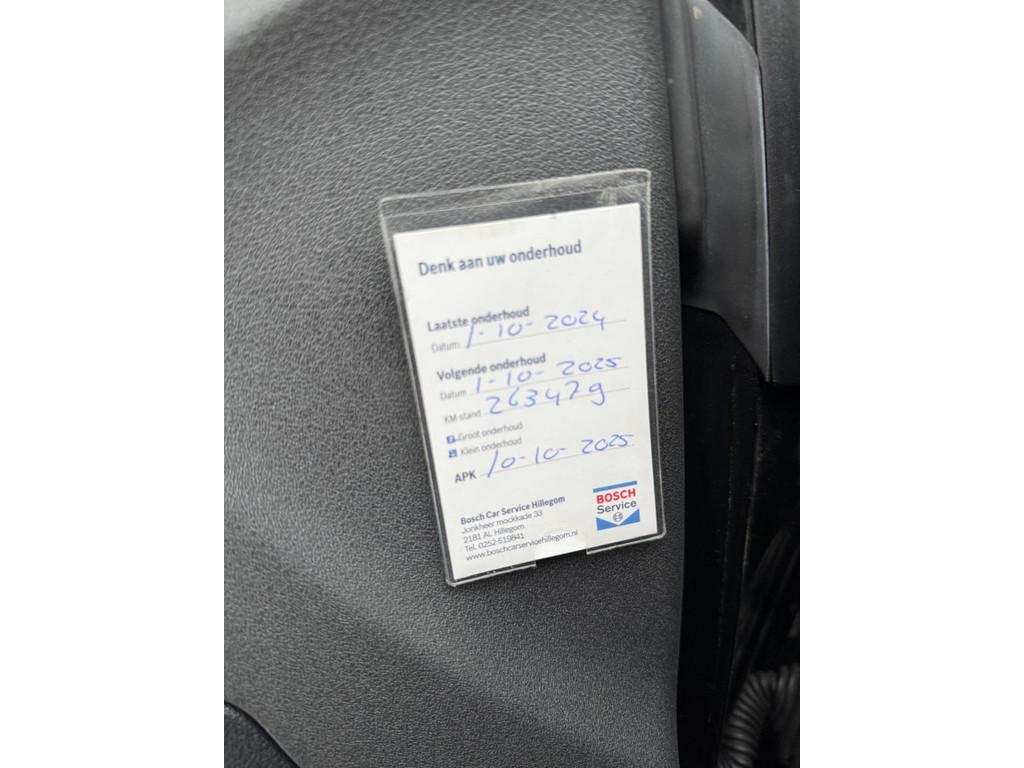 Denk aan uw onderhoud
Laatste onderhoud
Datum 1-10-2024
Volgende onderhoud
Datum 1-10-2025
KM-stand 263479
Groot onderhoud
Klein onderhoud
APK 10-10-2025
Bosch Car Service Hillegom
Jonkheer mockkade 33
2181 AL Hillegom
Tel. 0252-519841
www.boschcarservicehillegom.nl
BOSCH
Service